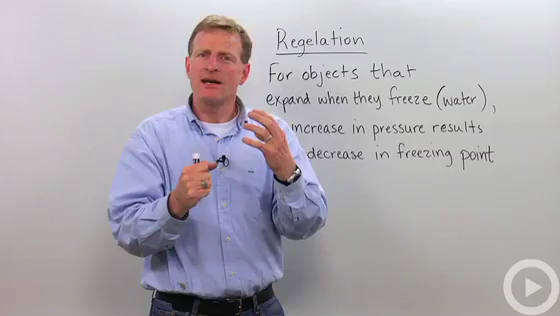 Regelation
For objects that
expand when they freeze (water),
increase in pressure results
decrease in freezing point